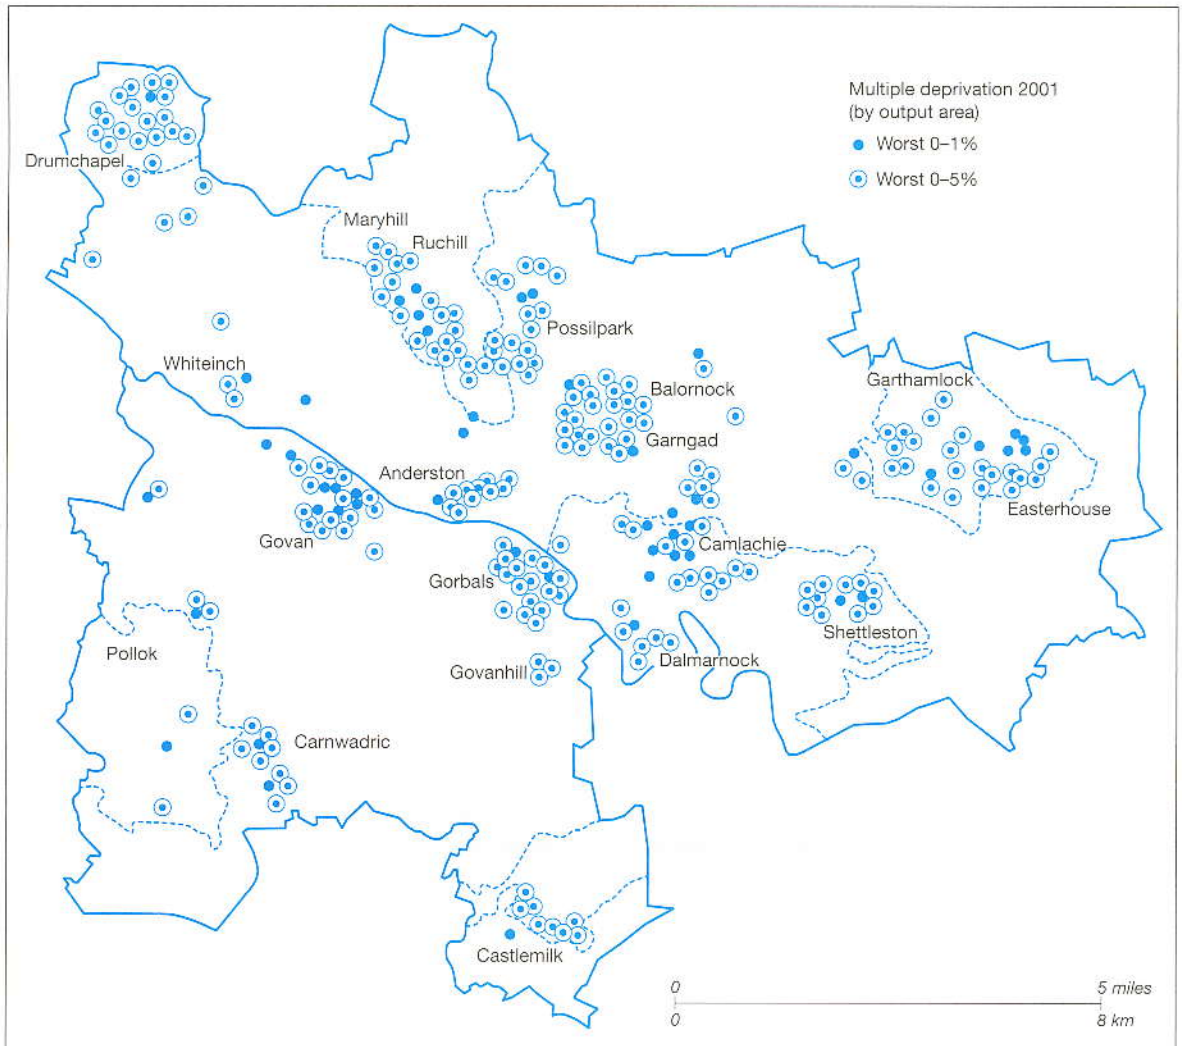 Multiple deprivation 2001
(by output area)
Worst 0–1%
Worst 0–5%
Drumchapel
Maryhill
Ruchill
Possilpark
Whiteinch
Balornock
Garthamlock
Garngad
Anderston
Easterhouse
Govan
Camlachie
Gorbals
Shettleston
Pollok
Dalmarnock
Govanhill
Carnwadric
Castlemilk
0 5 miles
0 8 km